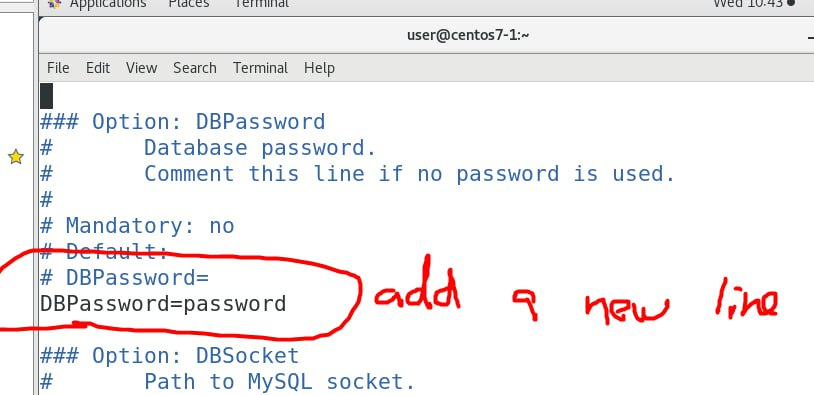 Applications Places Terminal Wed 10:43
user@centos7-1:~
File Edit View Search Terminal Help
### Option: DBPassword
# Database password.
# Comment this line if no password is used.
#
# Mandatory: no
# Default:
# DBPassword=
DBPassword=password
add a new line
### Option: DBSocket
# Path to MySQL socket.